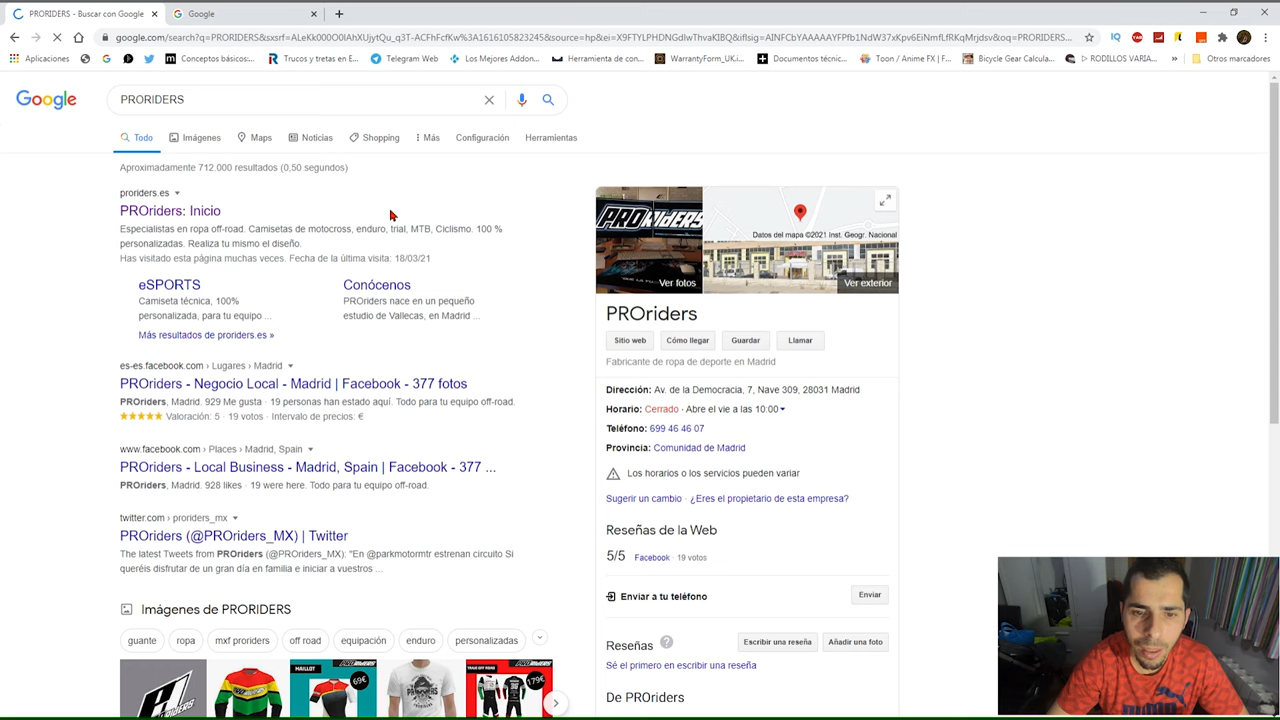 PRORIDERS - Buscar con Google
Google
google.com/search?q=PRORIDERS&sxsrf=ALeKk000O0IAhXUjytQu_q3T-ACFhFcfKw%3A1616105823245&source=hp&ei=X9FTYLPHDNGdlwThvaKIBQ&iflsig=AINFCbYAAAAAYFPfb1NdW37xKpv6EiNmfLfRKqMrjdsv&oq=PRORIDERS...
Aplicaciones
Conceptos básicos:...
Trucos y tretas en E...
Telegram Web
Los Mejores Addon...
Herramienta de con...
WarrantyForm_UK.i...
Documentos técnic...
Toon / Anime FX | F...
Bicycle Gear Calcula...
RODILLOS VARIA...
»
Otros marcadores
Google
PRORIDERS
Todo
Imágenes
Maps
Noticias
Shopping
Más
Configuración
Herramientas
Aproximadamente 712.000 resultados (0,50 segundos)
proriders.es
PROriders: Inicio
Especialistas en ropa off-road. Camisetas de motocross, enduro, trial, MTB, Ciclismo. 100 %
personalizadas. Realiza tu mismo el diseño.
Has visitado esta página muchas veces. Fecha de la última visita: 18/03/21
eSPORTS
Camiseta técnica, 100%
personalizada, para tu equipo ...
Conócenos
PROriders nace en un pequeño
estudio de Vallecas, en Madrid ...
Más resultados de proriders.es »
es-es.facebook.com › Lugares › Madrid
PROriders - Negocio Local - Madrid | Facebook - 377 fotos
PROriders, Madrid. 929 Me gusta · 19 personas han estado aquí. Todo para tu equipo off-road.
Valoración: 5 · 19 votos · Intervalo de precios: €
www.facebook.com › Places › Madrid, Spain
PROriders - Local Business - Madrid, Spain | Facebook - 377 ...
PROriders, Madrid. 928 likes · 19 were here. Todo para tu equipo off-road.
twitter.com › proriders_mx
PROriders (@PROriders_MX) | Twitter
The latest Tweets from PROriders (@PROriders_MX): "En @parkmotormtr estrenan circuito Si
queréis disfrutar de un gran día en familia e iniciar a vuestros ...
Imágenes de PRORIDERS
guante
ropa
mxf proriders
off road
equipación
enduro
personalizadas
MAILLOT
69€
179€
PRORIDERS
Ver fotos
Datos del mapa ©2021 Inst. Geogr. Nacional
Ver exterior
PROriders
Sitio web
Cómo llegar
Guardar
Llamar
Fabricante de ropa de deporte en Madrid
Dirección: Av. de la Democracia, 7, Nave 309, 28031 Madrid
Horario: Cerrado · Abre el vie a las 10:00
Teléfono: 699 46 46 07
Provincia: Comunidad de Madrid
Los horarios o los servicios pueden variar
Sugerir un cambio · ¿Eres el propietario de esta empresa?
Reseñas de la Web
5/5 Facebook · 19 votos
Enviar a tu teléfono
Enviar
Reseñas
Escribir una reseña
Añadir una foto
Sé el primero en escribir una reseña
De PROriders